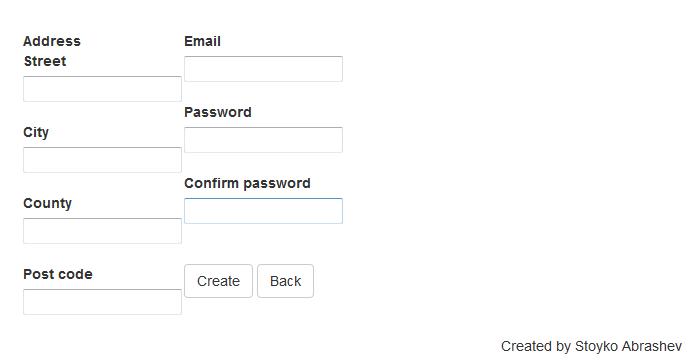 Address
Street
City
County
Post code
Email
Password
Confirm password
Create Back
Created by Stoyko Abrashev